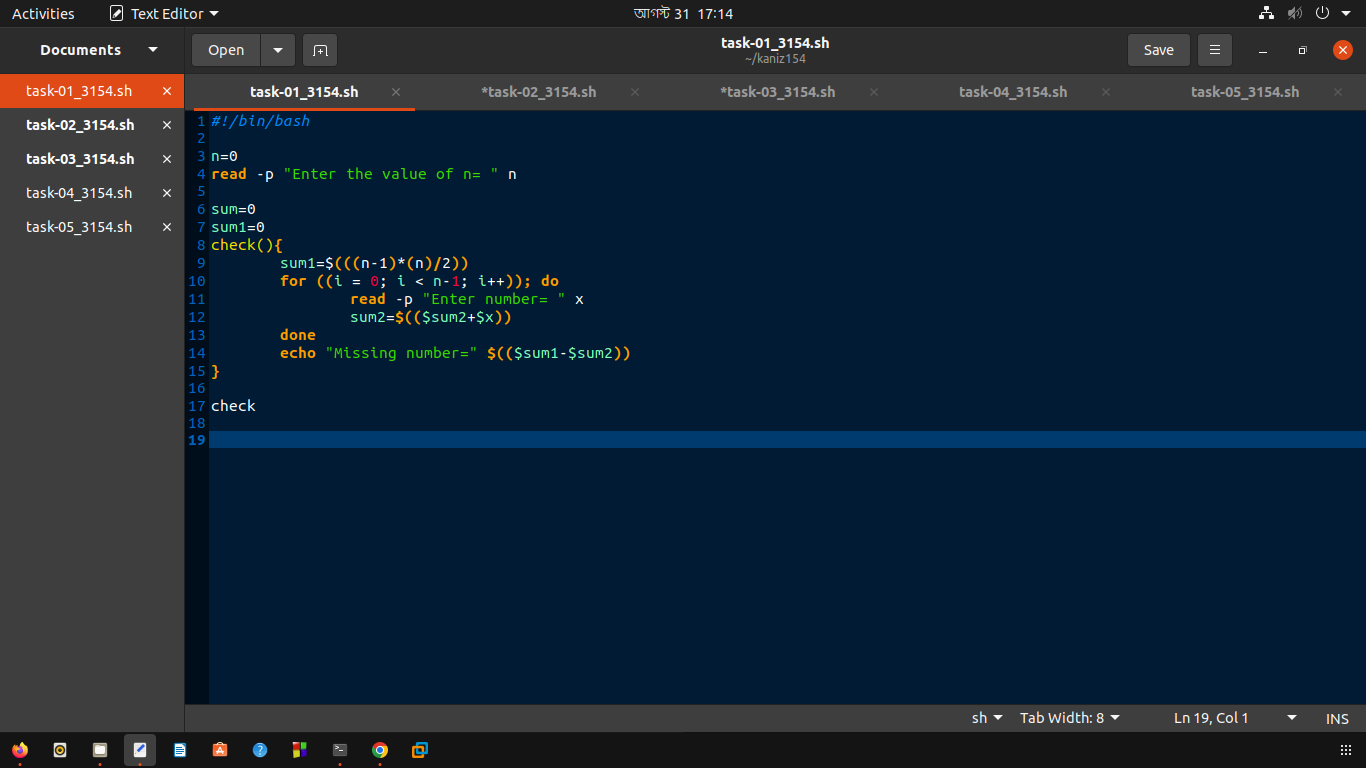 Activities Text Editor আগস্ট 31 17:14
Documents Open task-01_3154.sh Save
~/kaniz154
task-01_3154.sh
task-02_3154.sh
task-03_3154.sh
task-04_3154.sh
task-05_3154.sh
task-01_3154.sh *task-02_3154.sh *task-03_3154.sh task-04_3154.sh task-05_3154.sh
1 #!/bin/bash
2
3 n=0
4 read -p "Enter the value of n= " n
5
6 sum=0
7 sum1=0
8 check(){
9 sum1=$(((n-1)*(n)/2))
10 for ((i = 0; i < n-1; i++)); do
11 read -p "Enter number= " x
12 sum2=$(($sum2+$x))
13 done
14 echo "Missing number=" $(($sum1-$sum2))
15 }
16
17 check
18
19
sh Tab Width: 8 Ln 19, Col 1 INS